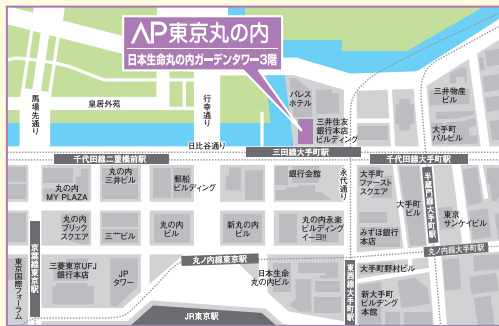 AP東京丸の内
日本生命丸の内ガーデンタワー3階
馬場先通り
皇居外苑
行幸通り
日比谷通り
パレス
ホテル
三井住友
銀行本店
ビルディング
三井物産
ビル
大手町
パルビル
千代田線二重橋前駅
三田線大手町駅
千代田線大手町駅
丸の内
MY PLAZA
丸の内
三井ビル
郵船
ビルディング
銀行会館
永代通り
大手町
ファースト
スクエア
大手町ビル
半蔵門線大手町駅
東京
サンケイビル
丸の内
ブリック
スクエア
三菱ビル
丸の内
ビル
新丸の内
ビル
丸の内永楽
ビルディング
イーヨ!!
みずほ銀行
本店
京葉線東京駅
東京国際フォーラム
三菱東京UFJ
銀行本店
JP
タワー
丸ノ内線東京駅
日本生命
丸の内ビル
東西線大手町駅
丸ノ内線大手町駅
大手町野村ビル
新大手町
ビルヂング
本館
JR東京駅